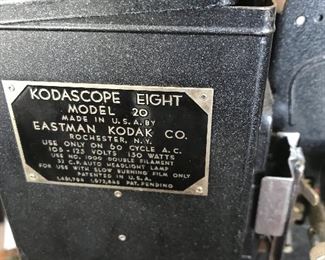 KODASCOPE EIGHT
MODEL 20
MADE IN U.S.A. BY
EASTMAN KODAK CO.
ROCHESTER, N.Y.
USE ONLY ON 60 CYCLE A.C.
105-125 VOLTS 150 WATTS
USE NO. 1000 DOUBLE FILAMENT
32 C.P. AUTO HEADLIGHT LAMP
FOR USE WITH SLOW BURNING FILM ONLY
PATENTED IN U.S.A.
PAT. PENDING